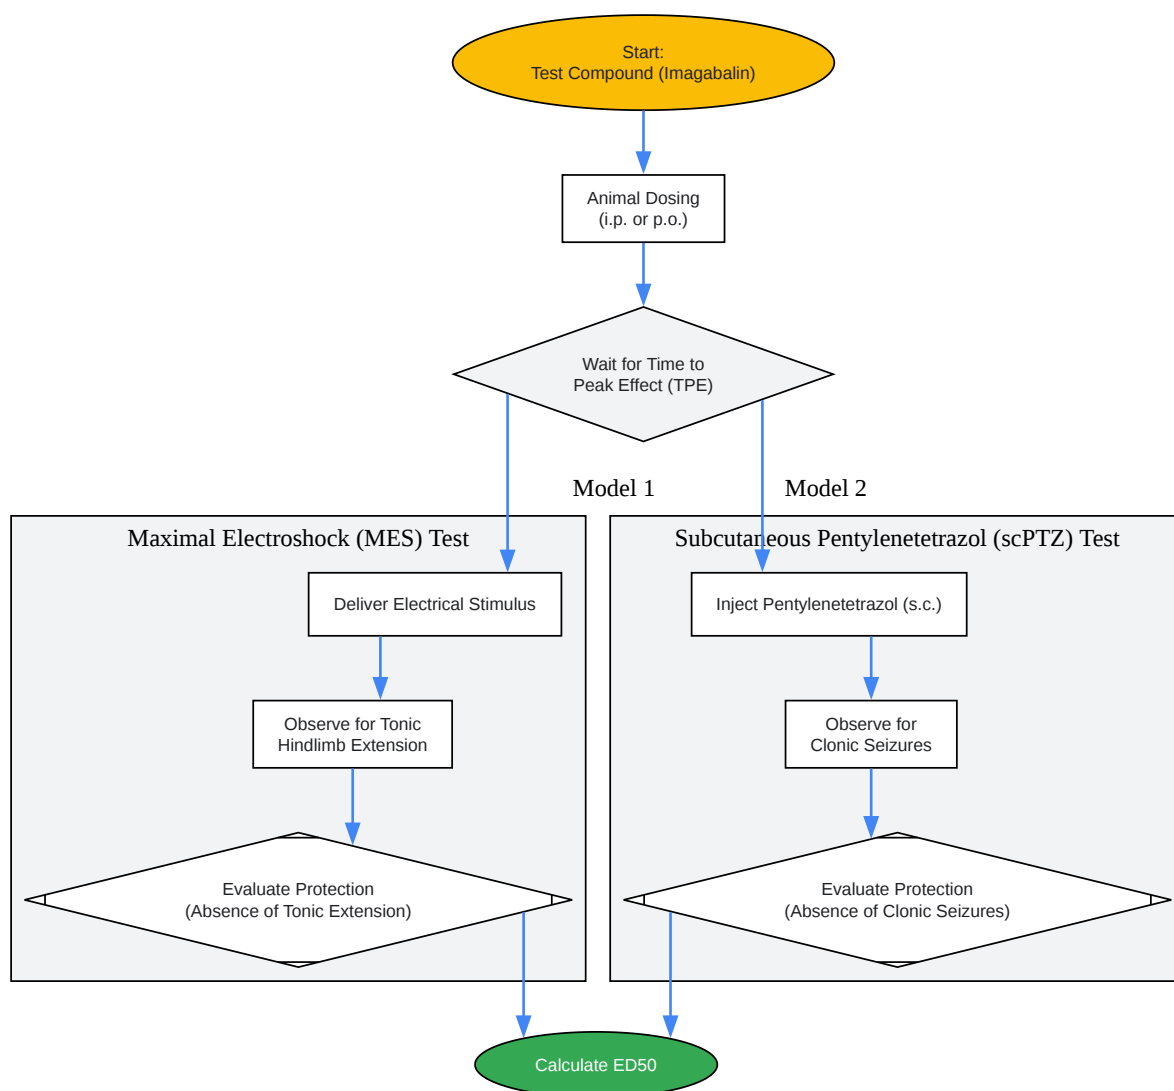 Start:
Test Compound (Imagabalin)
Animal Dosing
(i.p. or p.o.)
Wait for Time to
Peak Effect (TPE)
Model 1
Model 2
Maximal Electroshock (MES) Test
Deliver Electrical Stimulus
Observe for Tonic
Hindlimb Extension
Evaluate Protection
(Absence of Tonic Extension)
Subcutaneous Pentylenetetrazol (scPTZ) Test
Inject Pentylenetetrazol (s.c.)
Observe for
Clonic Seizures
Evaluate Protection
(Absence of Clonic Seizures)
Calculate ED50